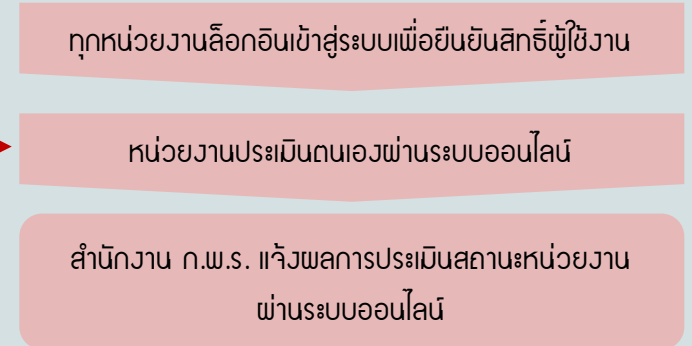 ทุกหน่วยงานล็อกอินเข้าสู่ระบบเพื่อยืนยันสิทธิ์ผู้ใช้งาน
หน่วยงานประเมินตนเองผ่านระบบออนไลน์
สำนักงาน ก.พ.ร. แจ้งผลการประเมินสถานะหน่วยงาน
ผ่านระบบออนไลน์